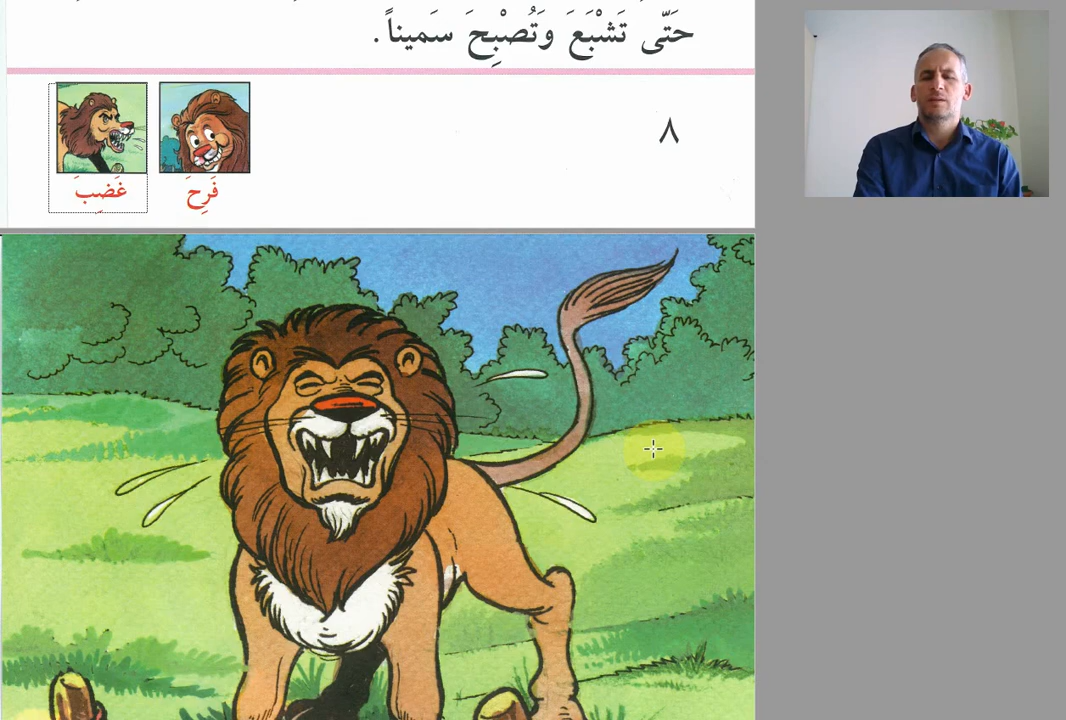 حَتّى تَشْبَعَ وَتُصْبِحَ سَميناً.
٨
فَرِحَ
غَضِبَ